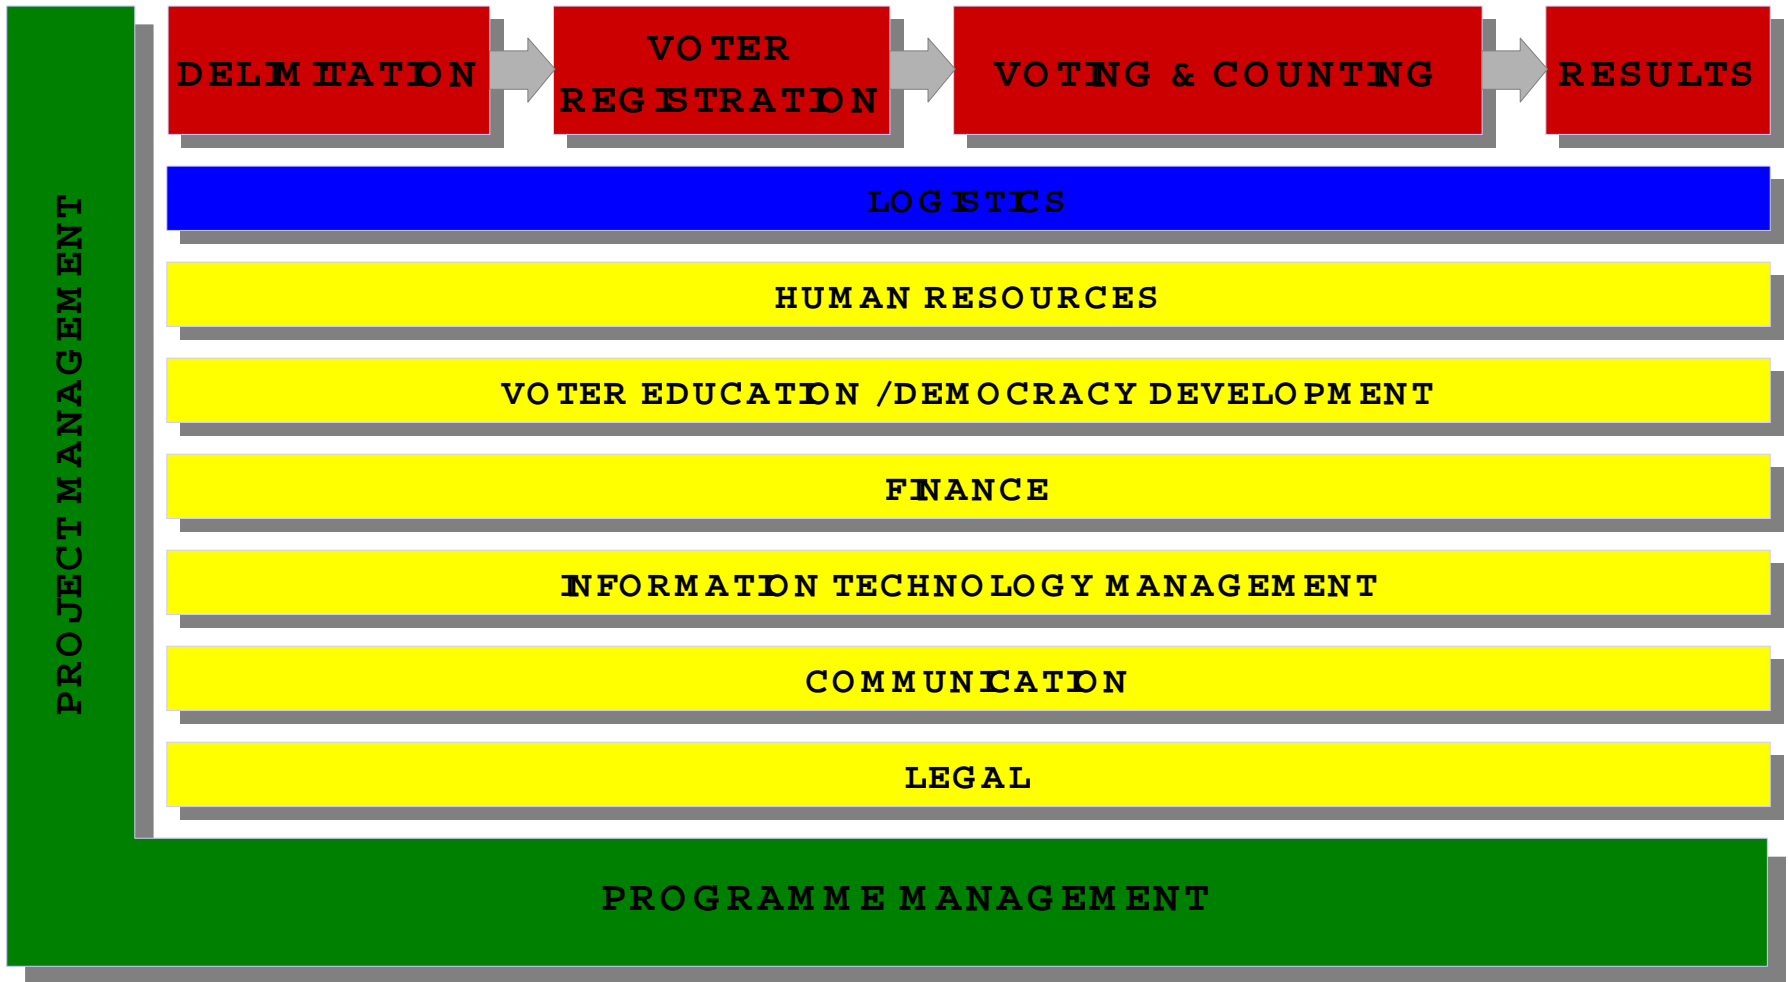 PROJECT MANAGEMENT
DELIMITATION
VOTER
REGISTRATION
VOTING & COUNTING
RESULTS
LOGISTICS
HUMAN RESOURCES
VOTER EDUCATION /DEMOCRACY DEVELOPMENT
FINANCE
INFORMATION TECHNOLOGY MANAGEMENT
COMMUNICATION
LEGAL
PROGRAMME MANAGEMENT